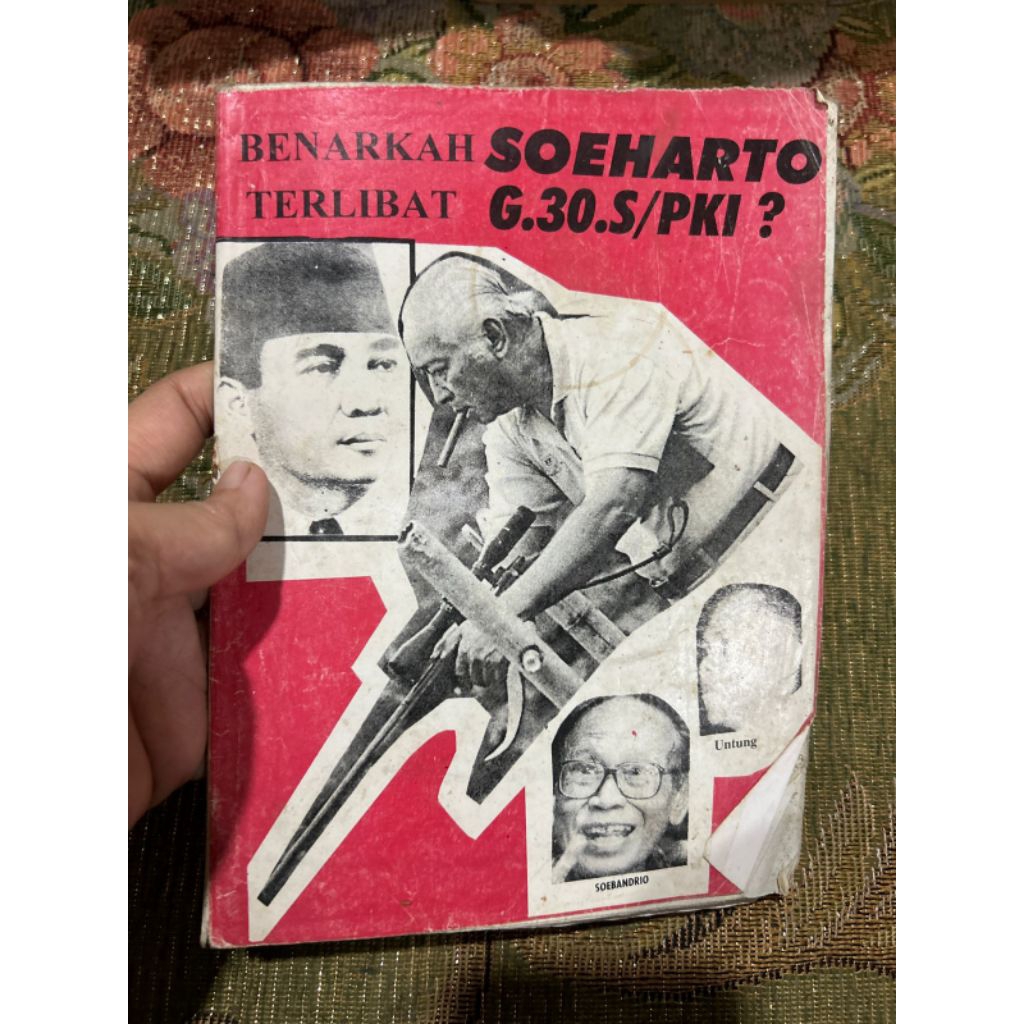 BENARKAH SOEHARTO
TERLIBAT G.30.S/PKI ?
Untung
SOEBANDRIO